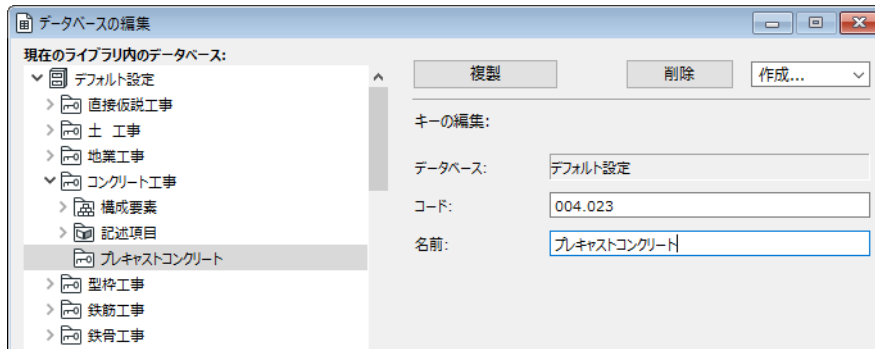 データベースの編集
現在のライブラリ内のデータベース:
デフォルト設定
直接仮説工事
土 工事
地業工事
コンクリート工事
構成要素
記述項目
プレキャストコンクリート
型枠工事
鉄筋工事
鉄骨工事
複製
削除
作成...
キーの編集:
データベース:
デフォルト設定
コード:
004.023
名前:
プレキャストコンクリート